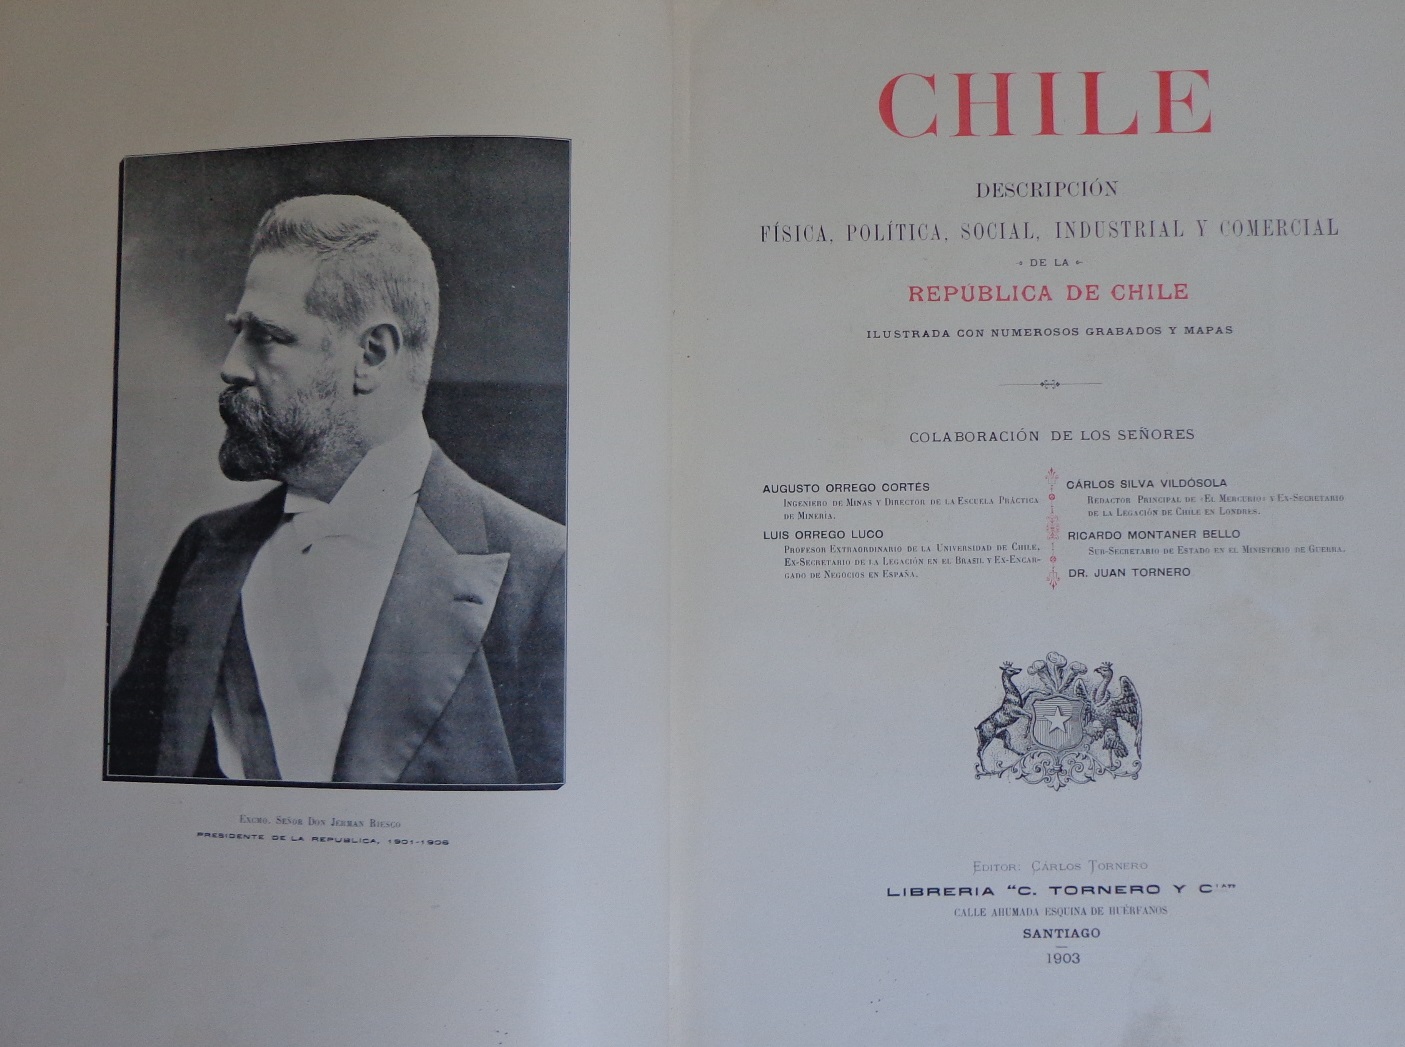 Excmo. Señor Don Jerman Riesco
PRESIDENTE DE LA REPUBLICA, 1901-1906
CHILE
DESCRIPCIÓN
FÍSICA, POLÍTICA, SOCIAL, INDUSTRIAL Y COMERCIAL
DE LA
REPÚBLICA DE CHILE
ILUSTRADA CON NUMEROSOS GRABADOS Y MAPAS
COLABORACIÓN DE LOS SEÑORES
AUGUSTO ORREGO CORTÉS
Ingeniero de Minas y Director de la Escuela Práctica
de Minería.
LUIS ORREGO LUCO
Profesor Extraordinario de la Universidad de Chile,
Ex-Secretario de la Legación en el Brasil y Ex-Encar-
gado de Negocios en España.
CÁRLOS SILVA VILDÓSOLA
Redactor Principal de «El Mercurio» y Ex-Secretario
de la Legación de Chile en Londres.
RICARDO MONTANER BELLO
Sub-Secretario de Estado en el Ministerio de Guerra.
DR. JUAN TORNERO
Editor: Cárlos Tornero
LIBRERIA "C. TORNERO Y Cía"
CALLE AHUMADA ESQUINA DE HUÉRFANOS
SANTIAGO
1903